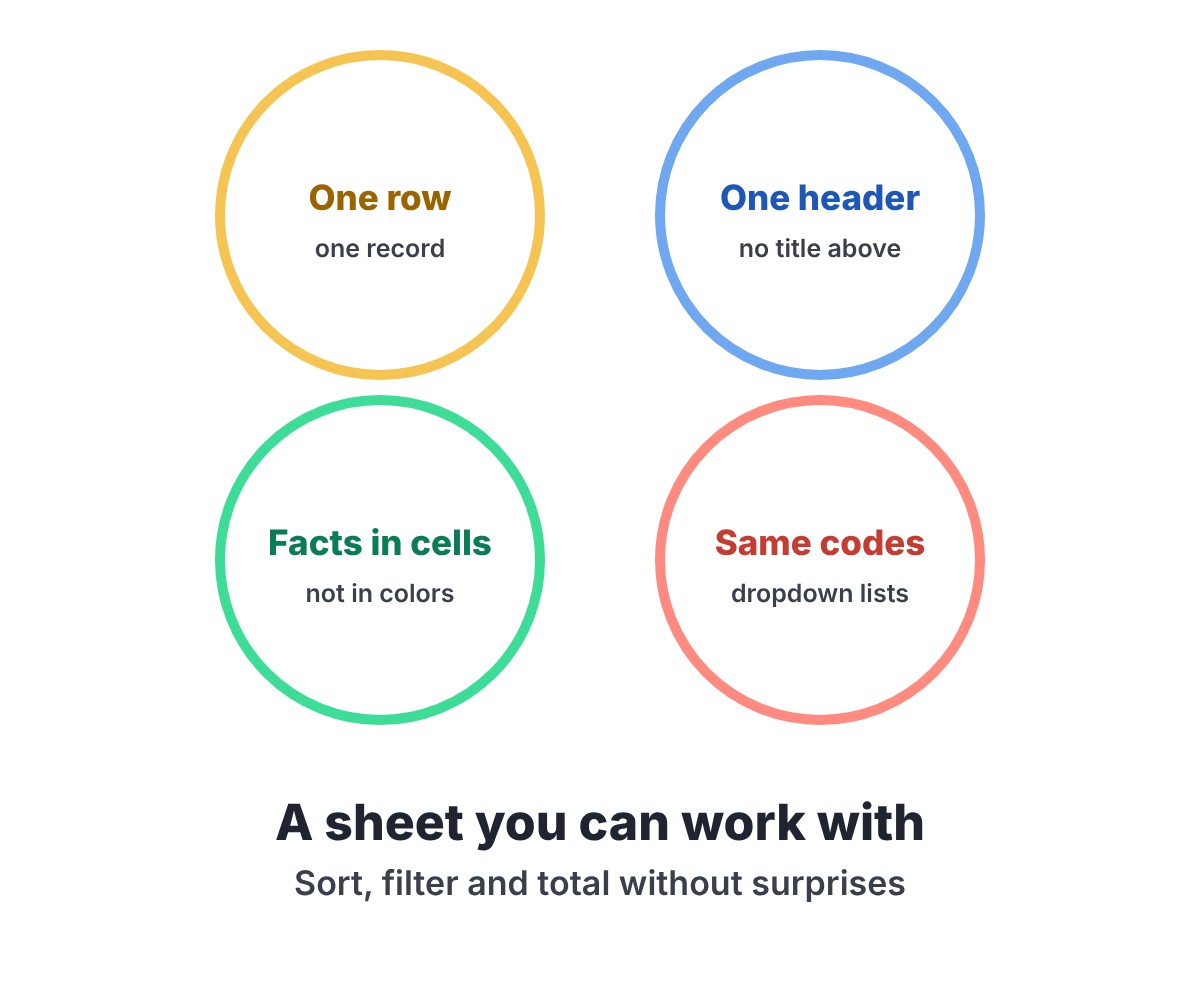 One row
one record
One header
no title above
Facts in cells
not in colors
Same codes
dropdown lists
A sheet you can work with
Sort, filter and total without surprises